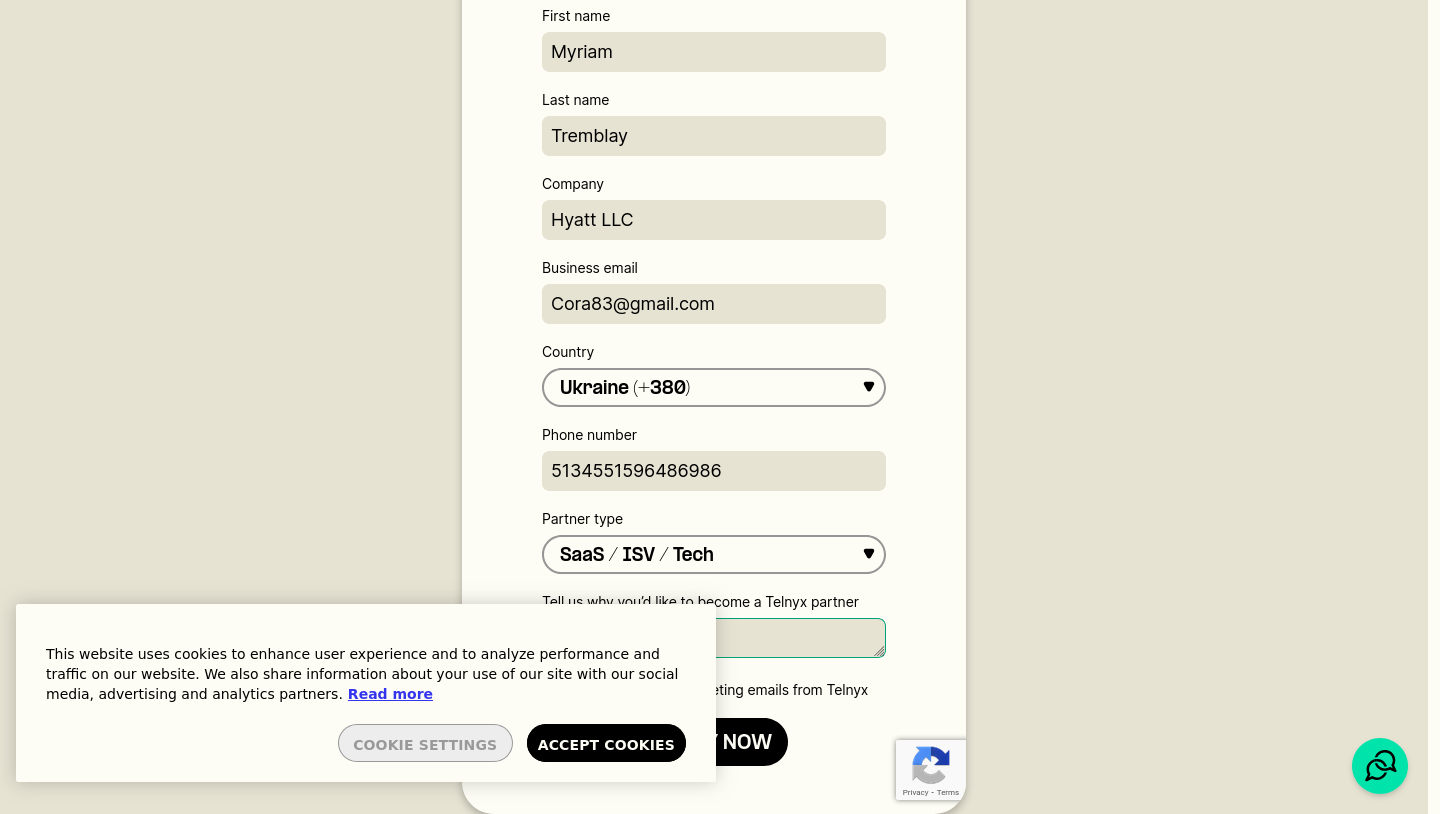 First name
Myriam
Last name
Tremblay
Company
Hyatt LLC
Business email
Cora83@gmail.com
Country
Ukraine (+380)
Phone number
5134551596486986
Partner type
SaaS / ISV / Tech
Tell us why you'd like to become a Telnyx partner
emails from Telnyx
NOW
This website uses cookies to enhance user experience and to analyze performance and
traffic on our website. We also share information about your use of our site with our social
media, advertising and analytics partners. Read more
COOKIE SETTINGS
ACCEPT COOKIES
Privacy - Terms